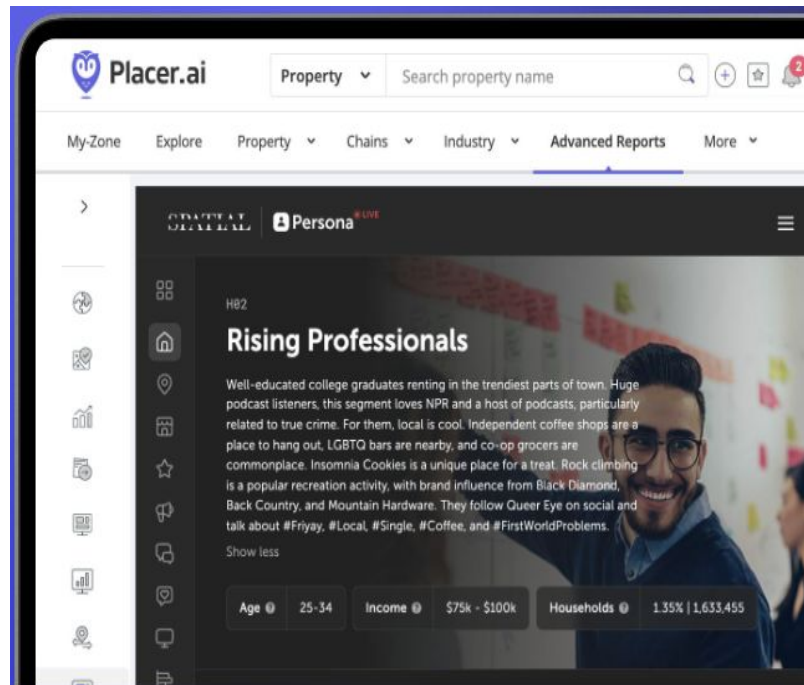 Placer.ai
Property
Search property name
2
My-Zone
Explore
Property
Chains
Industry
Advanced Reports
More
SPATIAL
Persona LIVE
H02
Rising Professionals
Well-educated college graduates renting in the trendiest parts of town. Huge
podcast listeners, this segment loves NPR and a host of podcasts, particularly
related to true crime. For them, local is cool. Independent coffee shops are a
place to hang out, LGBTQ bars are nearby, and co-op grocers are
commonplace. Insomnia Cookies is a unique place for a treat. Rock climbing
is a popular recreation activity, with brand influence from Black Diamond,
Back Country, and Mountain Hardware. They follow Queer Eye on social and
talk about #Friyay, #Local, #Single, #Coffee, and #FirstWorldProblems.
Show less
Age 25-34
Income $75k - $100k
Households 1.35% | 1,633,455